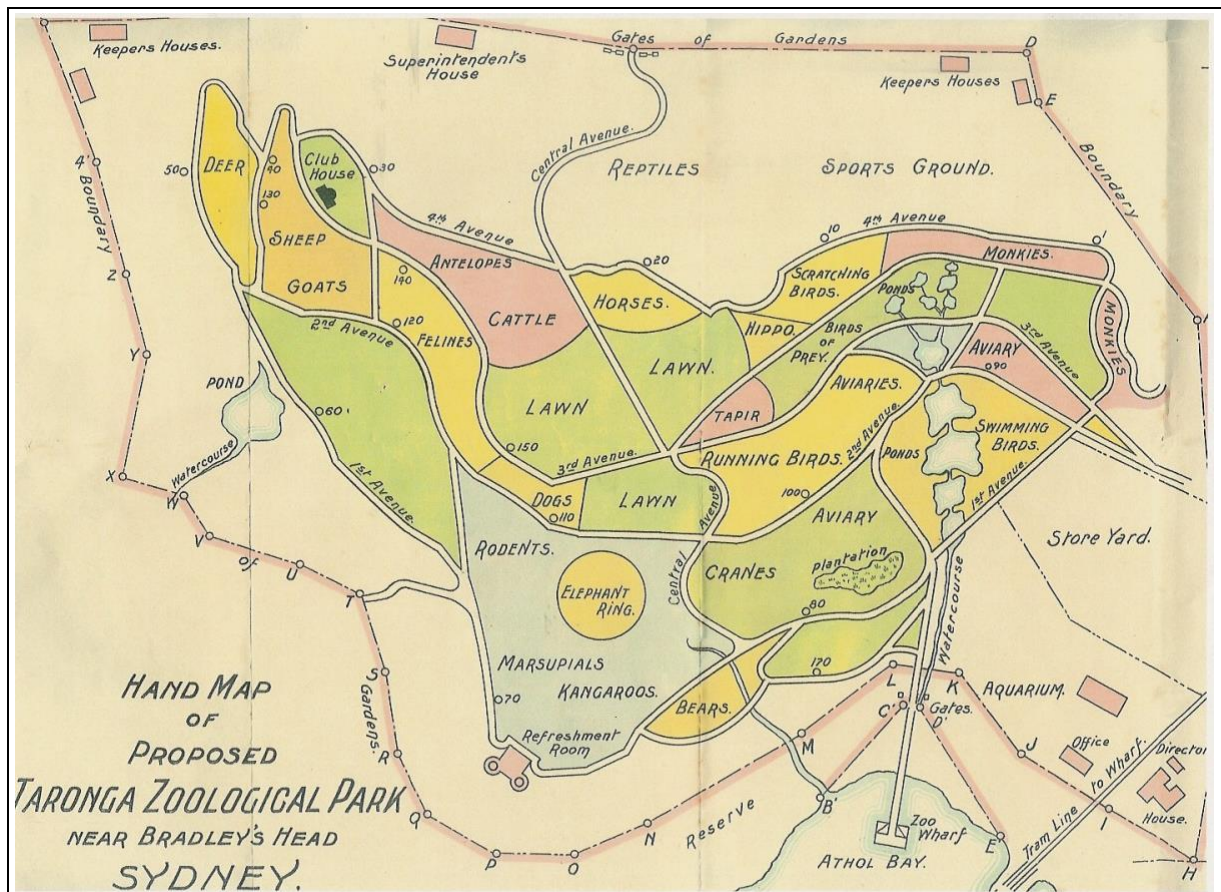 Keepers Houses.
Superintendents
House
Gates of Gardens
D
Keepers Houses
E
Boundary
4'
Boundary
Z
Y
X
W
V
of
U
T
S
Gardens.
R
Q
P
O
N
Reserve
M
B'
L
C'
K
Gates.
D'
J
I
H
E'
Central Avenue.
REPTILES
SPORTS GROUND.
DEER
50
40
130
Club
House
30
SHEEP
GOATS
4th Avenue
ANTELOPES
CATTLE
140
120
FELINES
2nd Avenue
20
HORSES.
10
4th Avenue
1
SCRATCHING
BIRDS.
MONKIES.
MONKIES
PONDS
HIPPO.
BIRDS
OF
PREY.
3rd Avenue
AVIARY
90
LAWN.
LAWN
TAPIR
AVIARIES.
POND
60
Watercourse
1st Avenue.
150
3rd Avenue.
RUNNING BIRDS.
2nd Avenue.
PONDS
SWIMMING
BIRDS.
1st Avenue.
DOGS
110
LAWN
Central Avenue
100
AVIARY
Plantation
CRANES
80
Store Yard.
RODENTS.
ELEPHANT
RING.
Watercourse
MARSUPIALS
KANGAROOS.
70
BEARS.
170
Refreshment
Room
AQUARIUM.
Office
Director
House.
Tram Line to Wharf.
Zoo
Wharf
ATHOL BAY.
HAND MAP
OF
PROPOSED
TARONGA ZOOLOGICAL PARK
NEAR BRADLEY'S HEAD
SYDNEY.